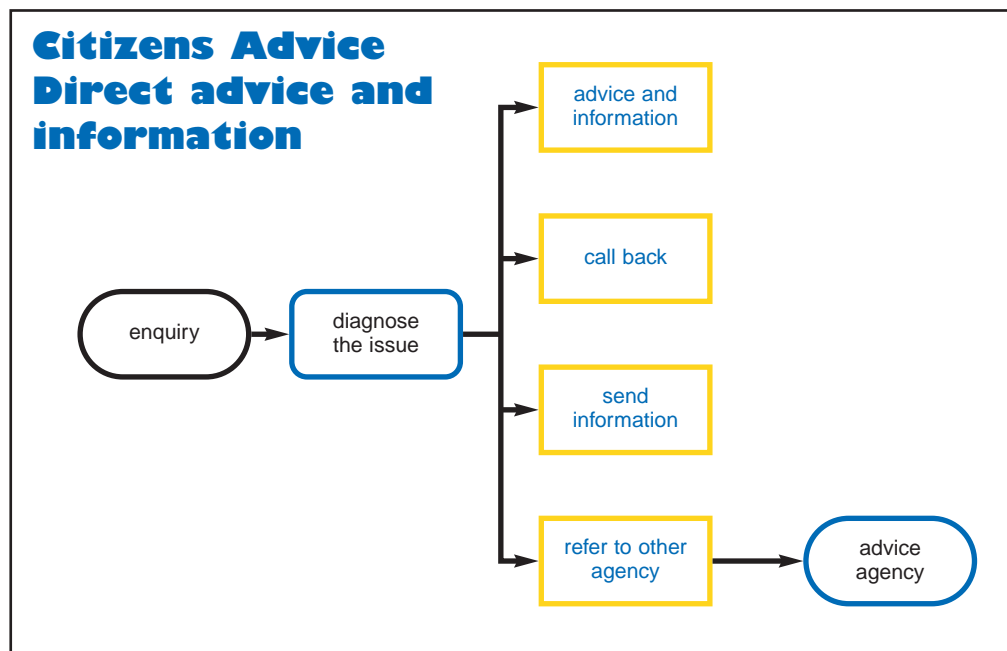 Citizens Advice
Direct advice and
information
advice and
information
call back
enquiry
diagnose
the issue
send
information
refer to other
agency
advice
agency